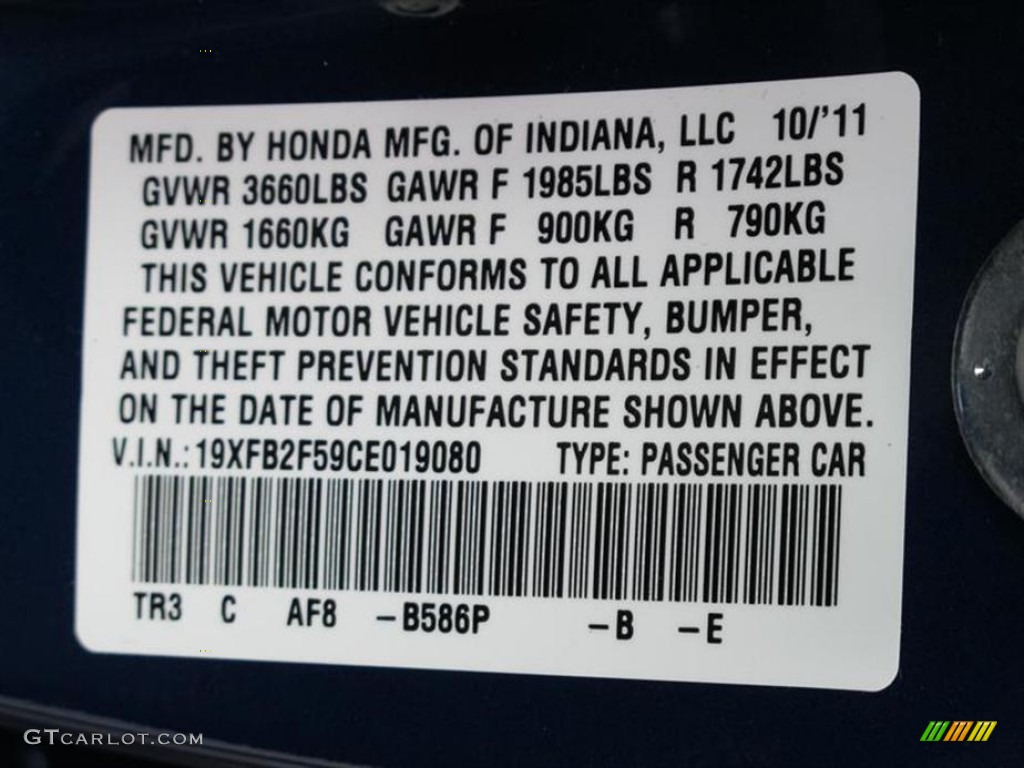 MFD. BY HONDA MFG. OF INDIANA, LLC 10/'11
GVWR 3660LBS GAWR F 1985LBS R 1742LBS
GVWR 1660KG GAWR F 900KG R 790KG
THIS VEHICLE CONFORMS TO ALL APPLICABLE
FEDERAL MOTOR VEHICLE SAFETY, BUMPER,
AND THEFT PREVENTION STANDARDS IN EFFECT
ON THE DATE OF MANUFACTURE SHOWN ABOVE.
V.I.N.: 19XFB2F59CE019080 TYPE: PASSENGER CAR
TR3 C AF8 -B586P -B -E
GTCARLOT.COM